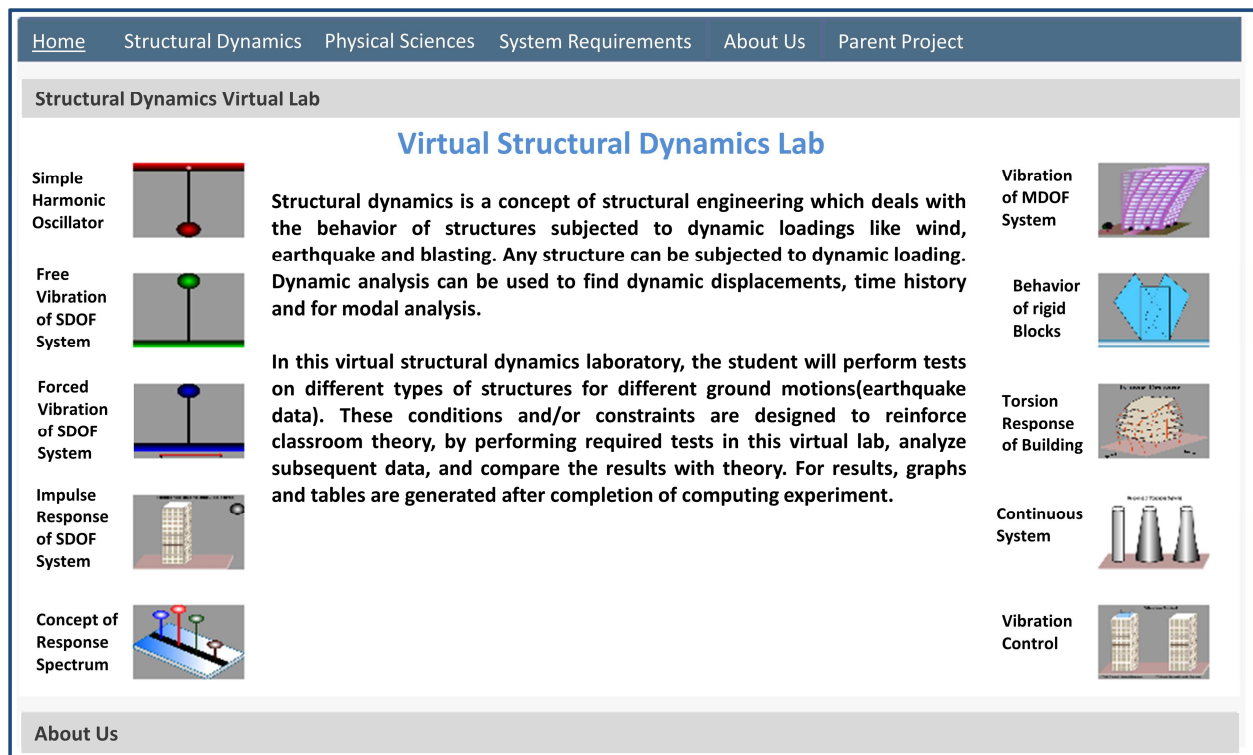 Home Structural Dynamics Physical Sciences System Requirements About Us Parent Project
Structural Dynamics Virtual Lab
Virtual Structural Dynamics Lab
Simple
Harmonic
Oscillator
Free
Vibration
of SDOF
System
Forced
Vibration
of SDOF
System
Impulse
Response
of SDOF
System
Concept of
Response
Spectrum
Structural dynamics is a concept of structural engineering which deals with
the behavior of structures subjected to dynamic loadings like wind,
earthquake and blasting. Any structure can be subjected to dynamic loading.
Dynamic analysis can be used to find dynamic displacements, time history
and for modal analysis.
In this virtual structural dynamics laboratory, the student will perform tests
on different types of structures for different ground motions(earthquake
data). These conditions and/or constraints are designed to reinforce
classroom theory, by performing required tests in this virtual lab, analyze
subsequent data, and compare the results with theory. For results, graphs
and tables are generated after completion of computing experiment.
Vibration
of MDOF
System
Behavior
of rigid
Blocks
Torsion
Response
of Building
Continuous
System
Vibration
Control
About Us